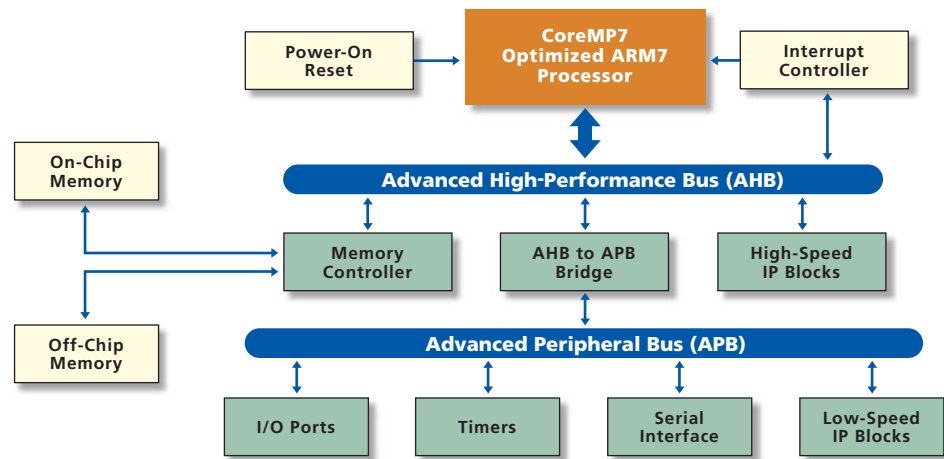 Power-On
Reset
CoreMP7
Optimized ARM7
Processor
Interrupt
Controller
On-Chip
Memory
Advanced High-Performance Bus (AHB)
Memory
Controller
AHB to APB
Bridge
High-Speed
IP Blocks
Off-Chip
Memory
Advanced Peripheral Bus (APB)
I/O Ports
Timers
Serial
Interface
Low-Speed
IP Blocks